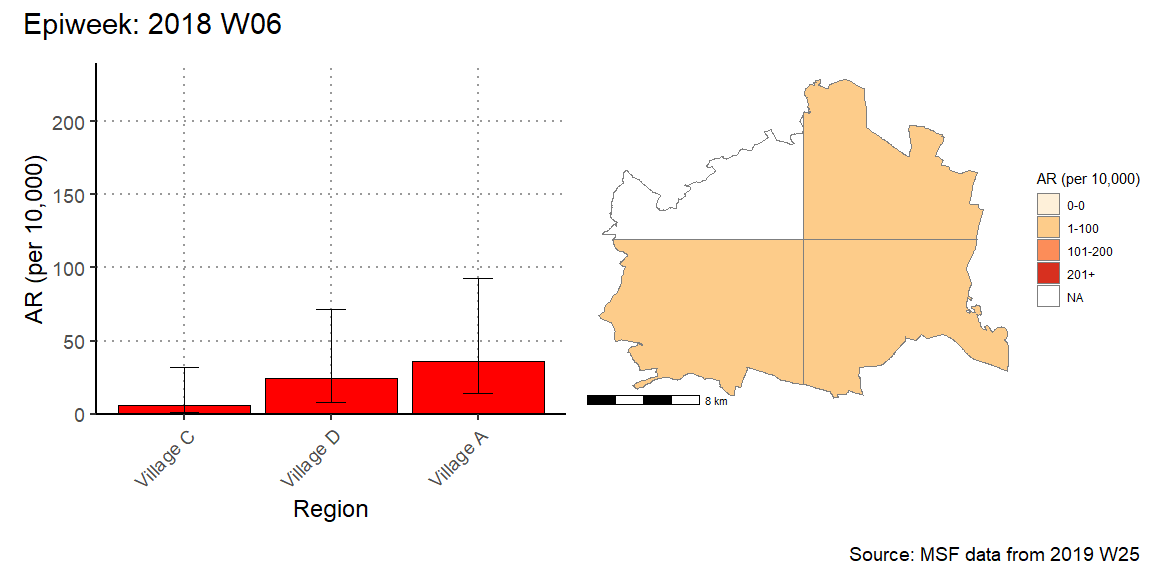 Epiweek: 2018 W06
AR (per 10,000)
200
150
100
50
0
Village C
Village D
Village A
Region
8 km
AR (per 10,000)
0-0
1-100
101-200
201+
NA
Source: MSF data from 2019 W25